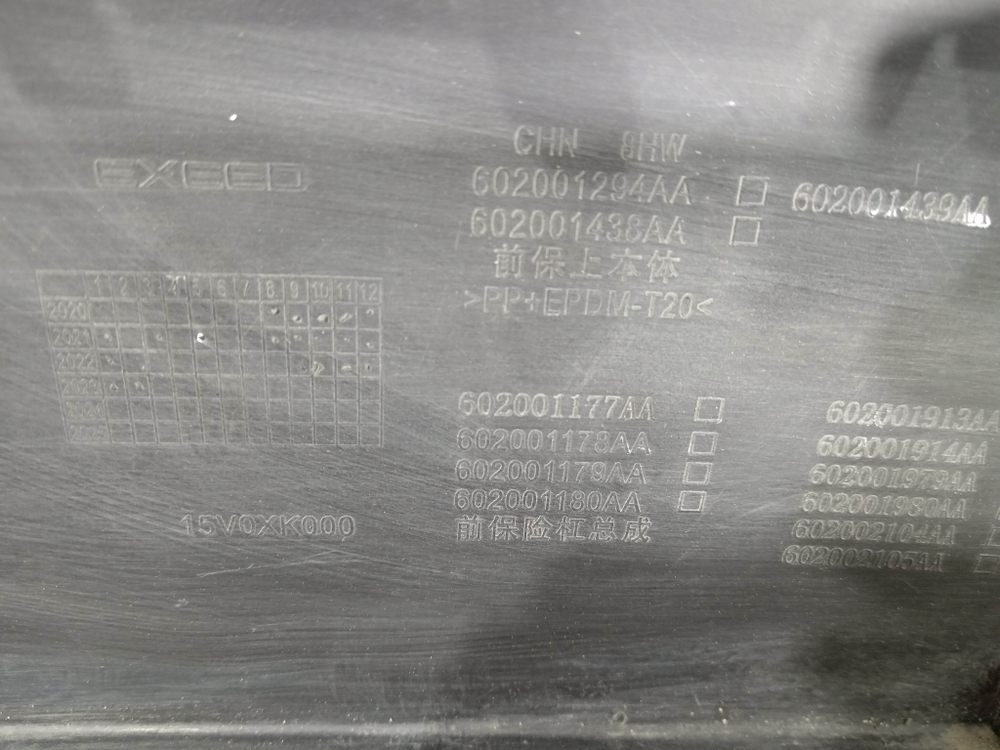 EXEED
CHN 8HW
602001294AA
602001439AA
602001438AA
前保上本体
>PP+EPDM-T20<
1 2 3 4 5 6 7 8 9 10 11 12
2020
2021
2022
2023
602001177AA
602001178AA
602001179AA
602001180AA
前保险杠总成
602001913AA
602001914AA
602001979AA
602001980AA
602002104AA
602002105AA
15V0XK000